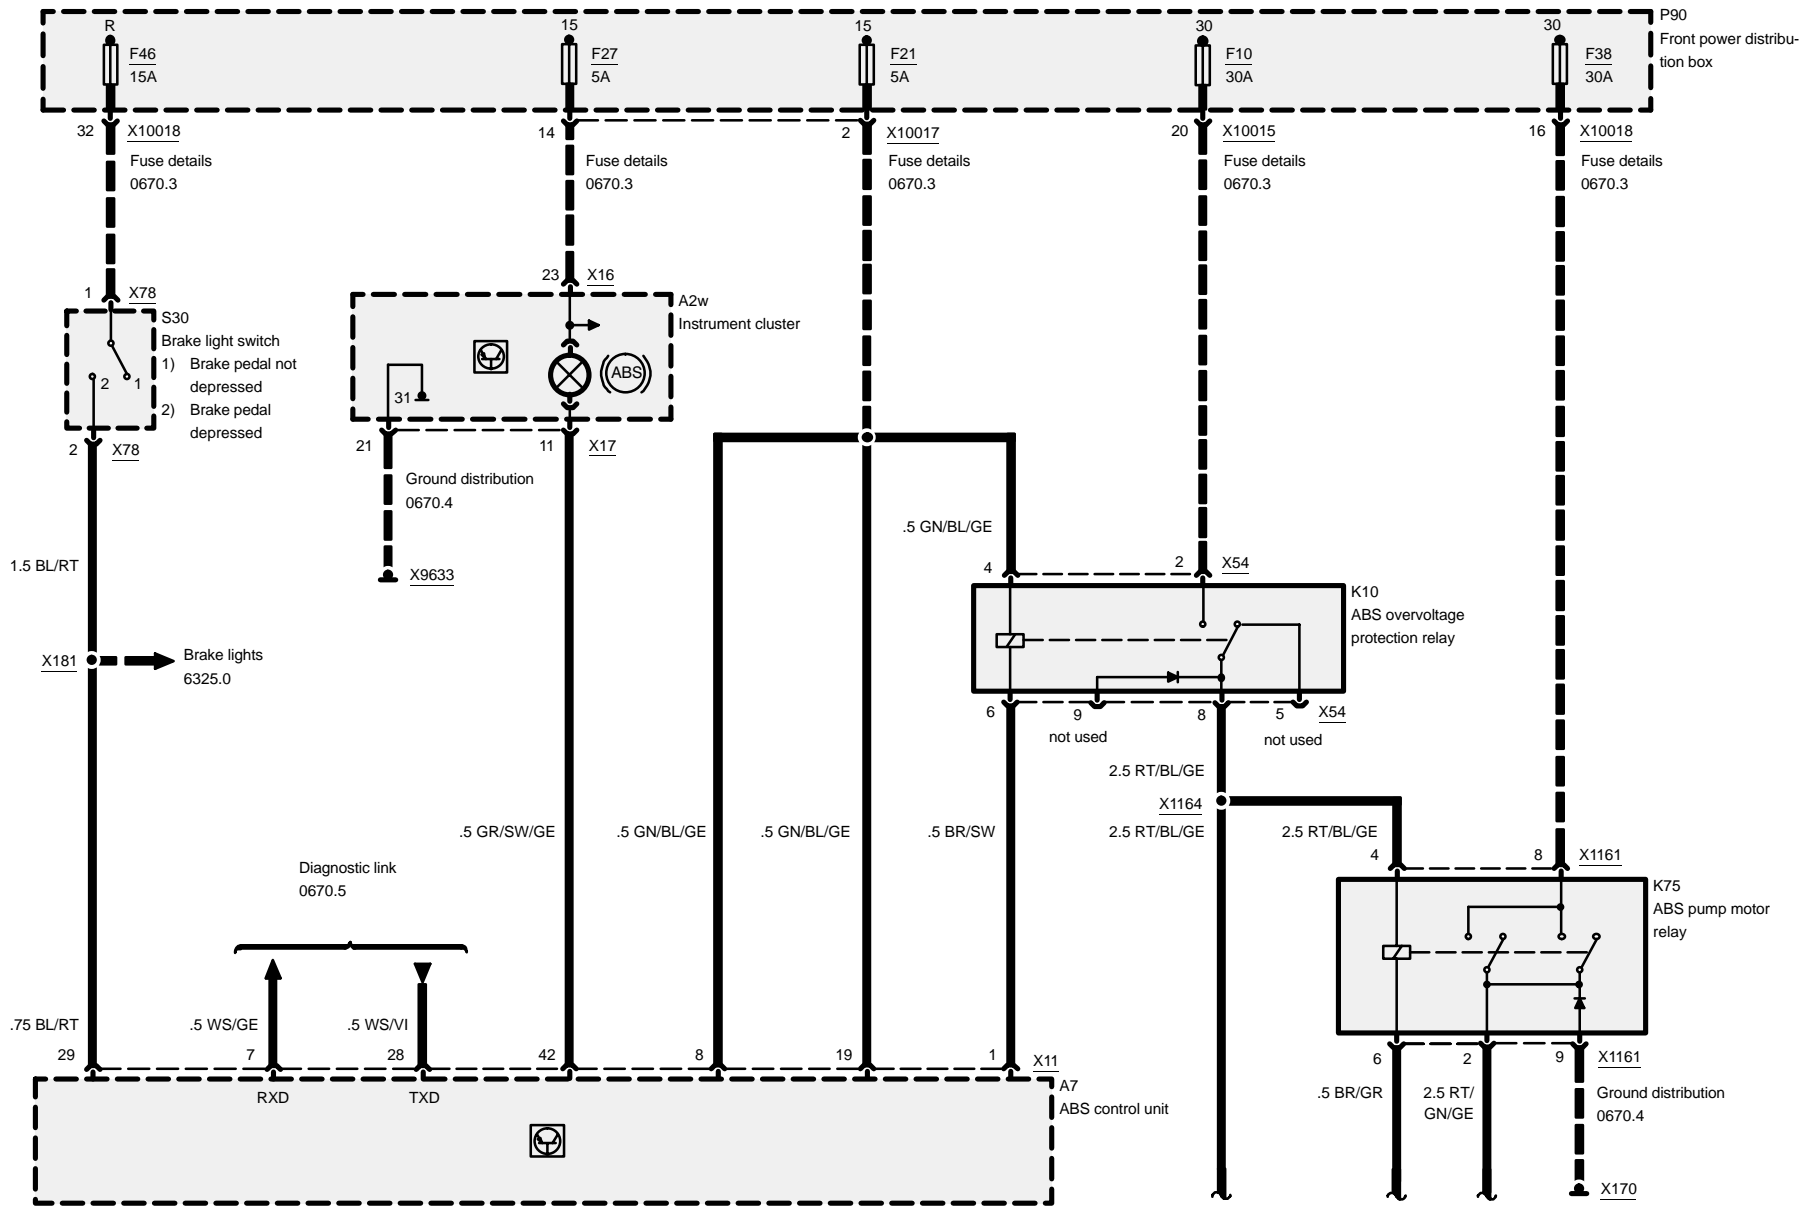 R
15
15
30
30
P90
Front power distribu-
tion box
F46
15A
F27
5A
F21
5A
F10
30A
F38
30A
32
X10018
14
2
X10017
20
X10015
16
X10018
Fuse details
0670.3
Fuse details
0670.3
Fuse details
0670.3
Fuse details
0670.3
Fuse details
0670.3
1
X78
S30
Brake light switch
1) Brake pedal not
depressed
2) Brake pedal
depressed
2
1
2
X78
23
X16
A2w
Instrument cluster
ABS
31
21
11
X17
Ground distribution
0670.4
X9633
1.5 BL/RT
X181
Brake lights
6325.0
.5 GN/BL/GE
4
2
X54
K10
ABS overvoltage
protection relay
6
9
8
5
X54
not used
not used
2.5 RT/BL/GE
X1164
2.5 RT/BL/GE
2.5 RT/BL/GE
.5 GR/SW/GE
.5 GN/BL/GE
.5 GN/BL/GE
.5 BR/SW
4
8
X1161
K75
ABS pump motor
relay
Diagnostic link
0670.5
.75 BL/RT
.5 WS/GE
.5 WS/VI
29
7
28
42
8
19
1
X11
RXD
TXD
A7
ABS control unit
6
2
9
X1161
.5 BR/GR
2.5 RT/
GN/GE
Ground distribution
0670.4
X170